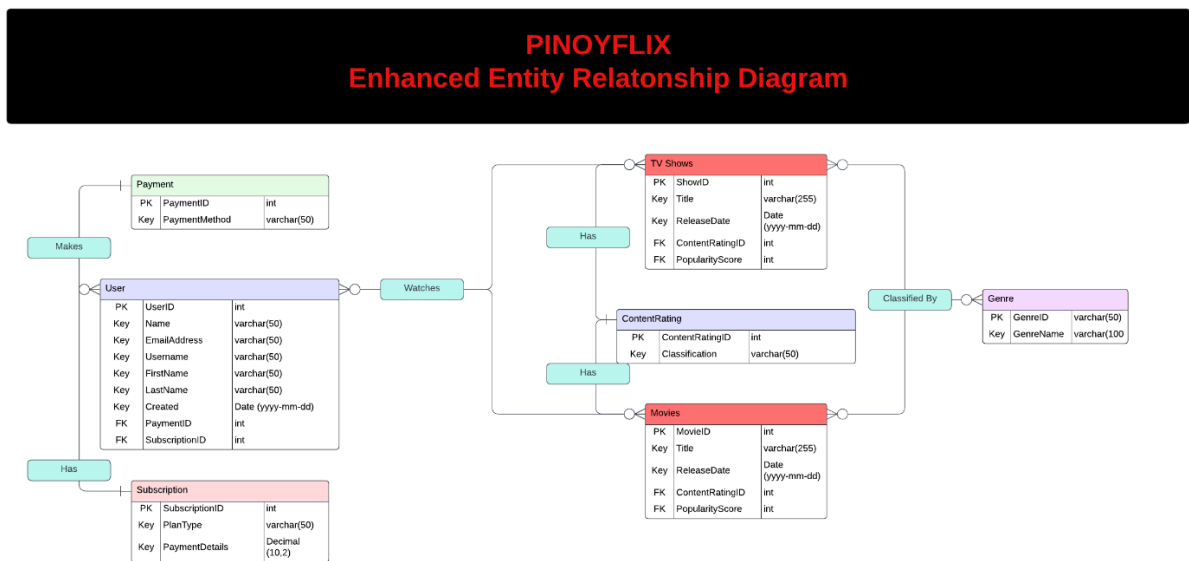 PINOYFLIX
Enhanced Entity Relatonship Diagram
Payment
PK PaymentID int
Key PaymentMethod varchar(50)
Makes
User
PK UserID int
Key Name varchar(50)
Key EmailAddress varchar(50)
Key Username varchar(50)
Key FirstName varchar(50)
Key LastName varchar(50)
Key Created Date (yyyy-mm-dd)
FK PaymentID int
FK SubscriptionID int
Has
Subscription
PK SubscriptionID int
Key PlanType varchar(50)
Key PaymentDetails Decimal
(10,2)
Watches
TV Shows
PK ShowID int
Key Title varchar(255)
Key ReleaseDate Date
(yyyy-mm-dd)
FK ContentRatingID int
FK PopularityScore int
Has
ContentRating
PK ContentRatingID int
Key Classification varchar(50)
Has
Movies
PK MovieID int
Key Title varchar(255)
Key ReleaseDate Date
(yyyy-mm-dd)
FK ContentRatingID int
FK PopularityScore int
Classified By
Genre
PK GenreID varchar(50)
Key GenreName varchar(100